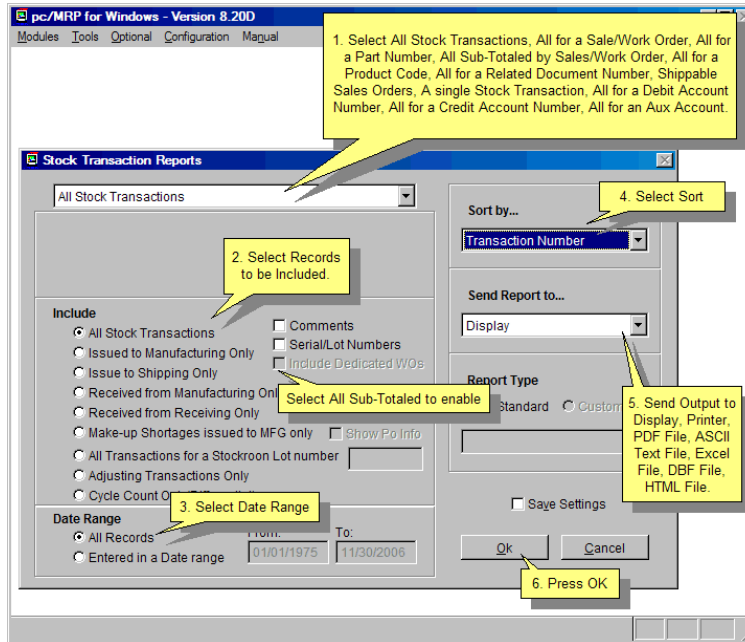 pc/MRP for Windows - Version 8.20D
Modules Tools Optional Configuration Manual
1. Select All Stock Transactions, All for a Sale/Work Order, All for
a Part Number, All Sub-Totaled by Sales/Work Order, All for a
Product Code, All for a Related Document Number, Shippable
Sales Orders, A single Stock Transaction, All for a Debit Account
Number, All for a Credit Account Number, All for an Aux Account.
Stock Transaction Reports
All Stock Transactions
4. Select Sort
Sort by...
Transaction Number
2. Select Records
to be Included.
Send Report to...
Display
Include
All Stock Transactions
Comments
Issued to Manufacturing Only
Serial/Lot Numbers
Issue to Shipping Only
Include Dedicated WOs
Received from Manufacturing Only
Select All Sub-Totaled to enable
Received from Receiving Only
Make-up Shortages issued to MFG only
Show Po Info
All Transactions for a Stockroon Lot number
Adjusting Transactions Only
Cycle Count
Report Type
Standard Custom
5. Send Output to
Display, Printer,
PDF File, ASCII
Text File, Excel
File, DBF File,
HTML File.
3. Select Date Range
Save Settings
Date Range
All Records
From: To:
Entered in a Date range
01/01/1975 11/30/2006
Ok Cancel
6. Press OK